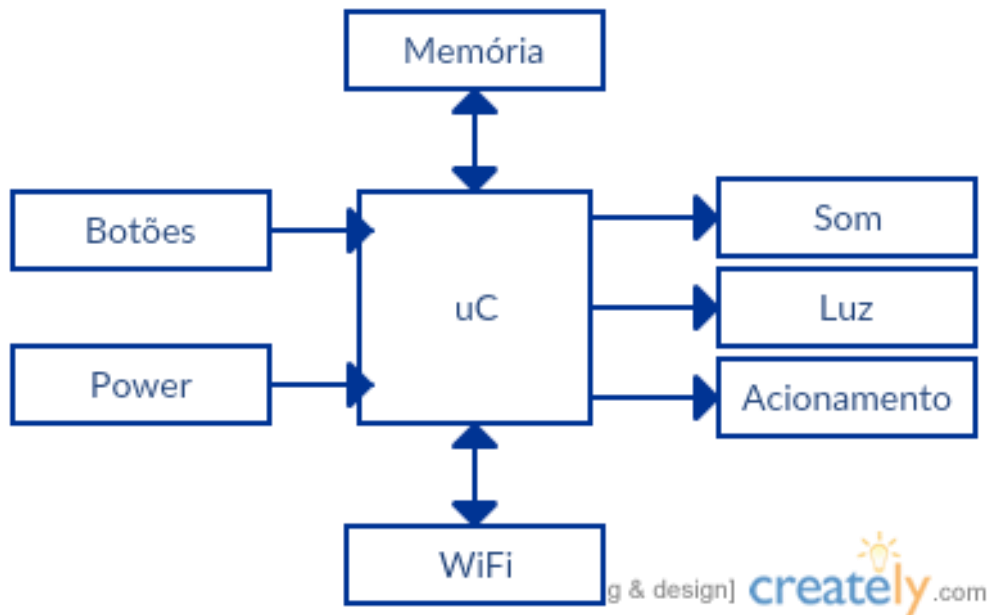 Memória
Botões
Som
uC
Luz
Power
Acionamento
WiFi
g & design]
creately.com